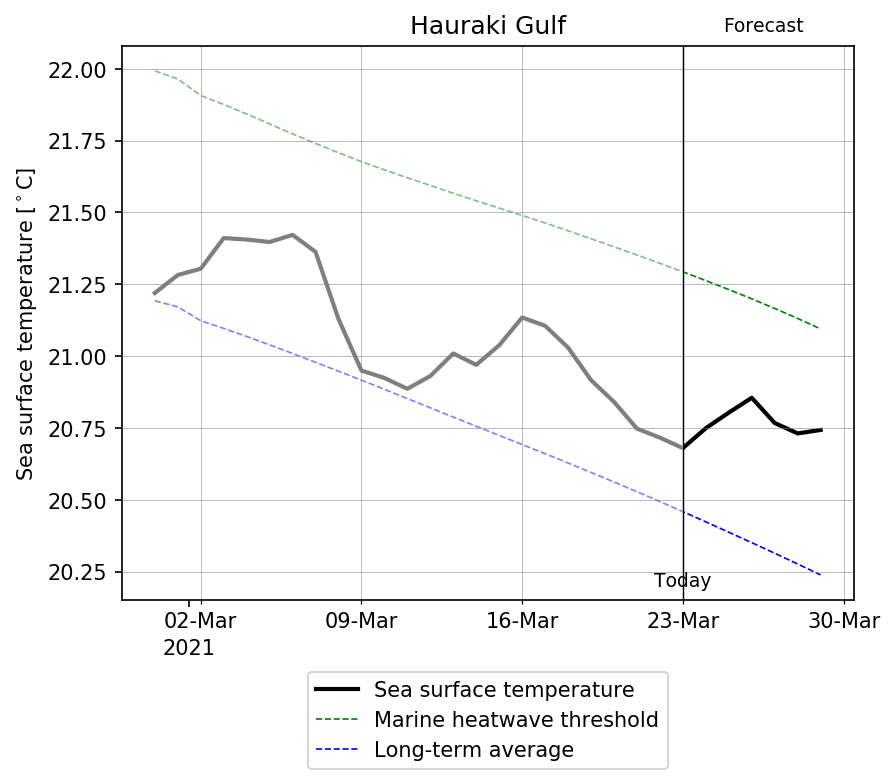 Hauraki Gulf
Forecast
Sea surface temperature [°C]
22.00
21.75
21.50
21.25
21.00
20.75
20.50
20.25
Today
02-Mar
09-Mar
16-Mar
23-Mar
30-Mar
2021
Sea surface temperature
Marine heatwave threshold
Long-term average